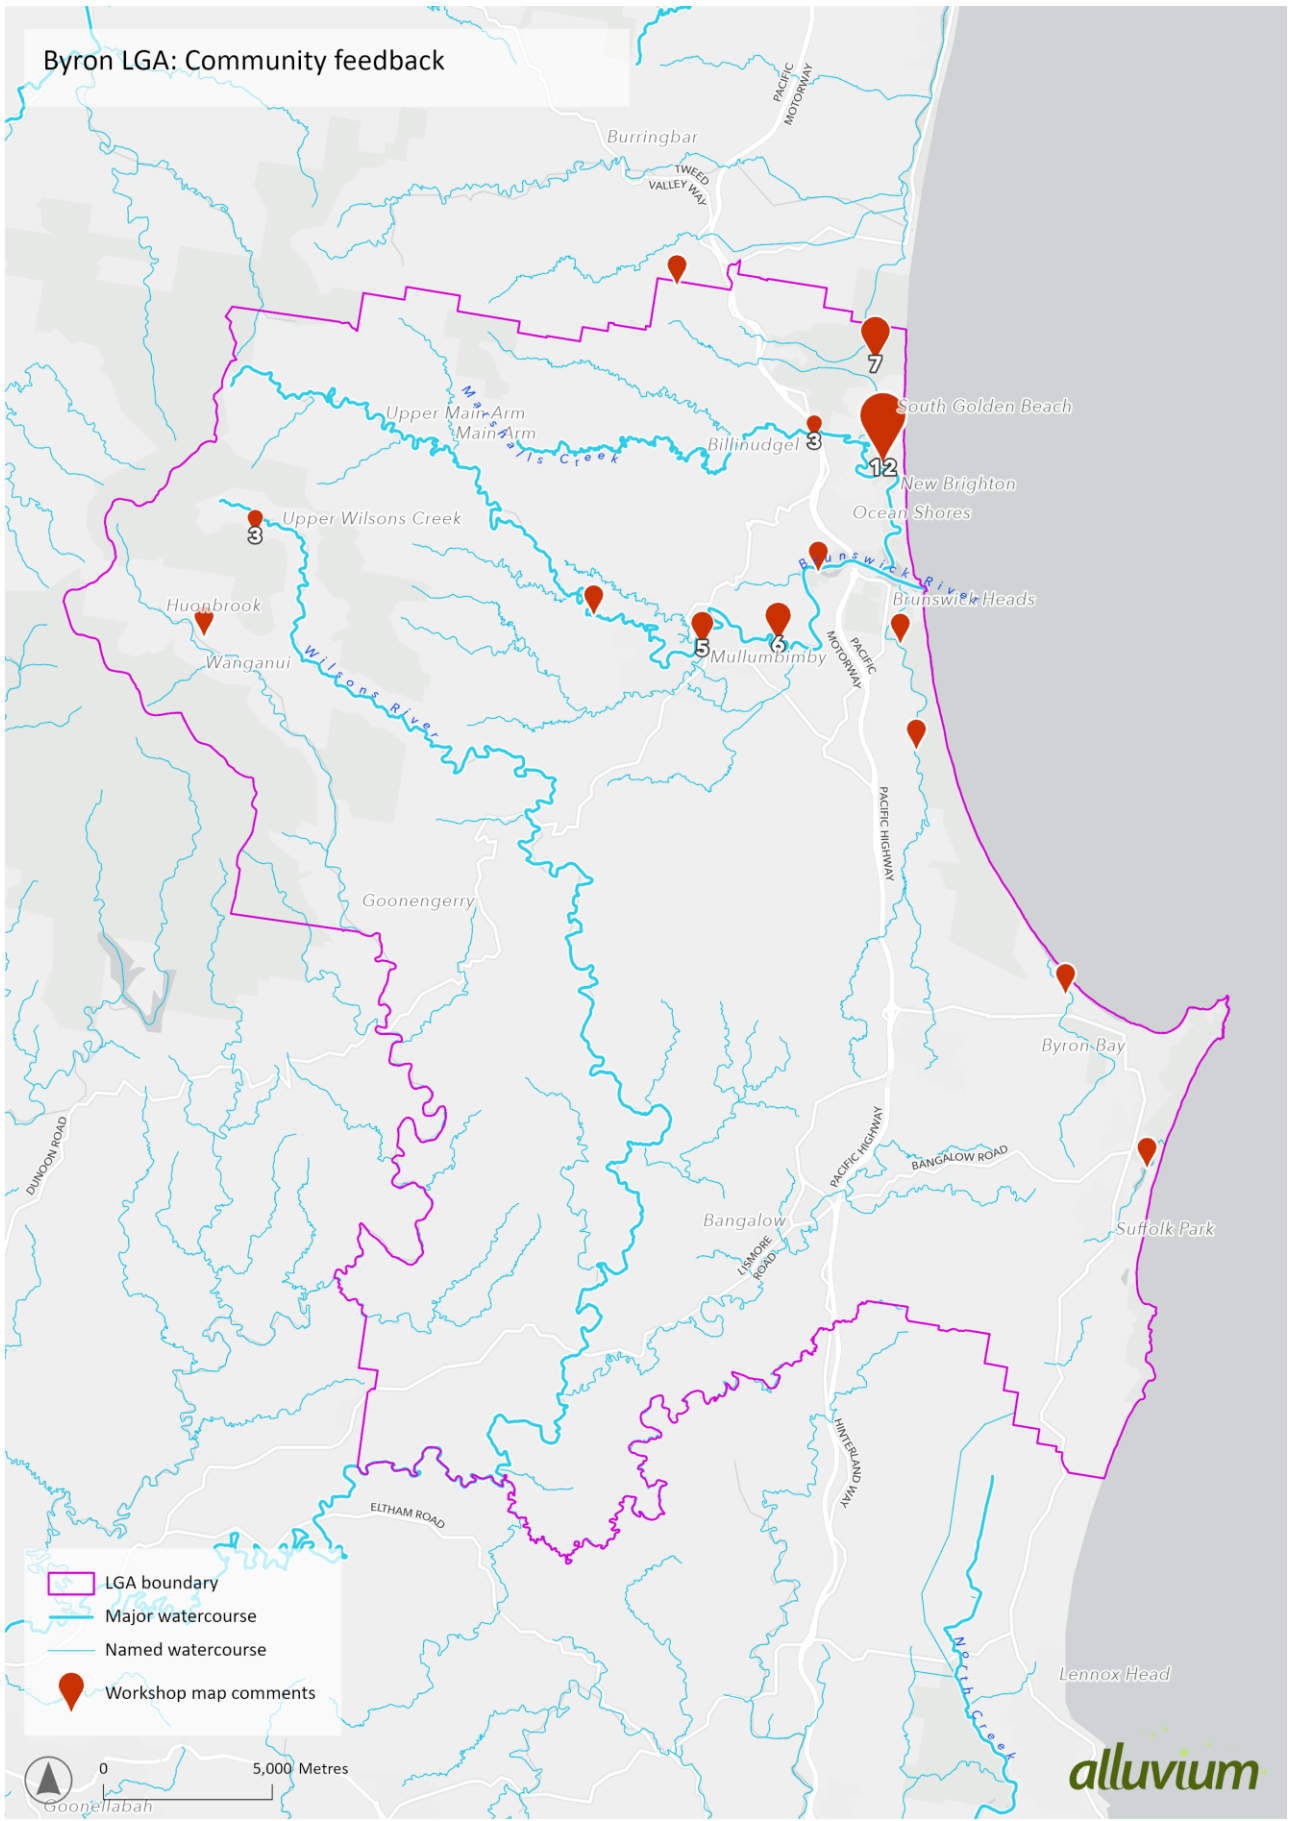 Byron LGA: Community feedback
PACIFIC
MOTORWAY
Burringbar
TWEED
VALLEY WAY
7
South Golden Beach
Upper Main Arm
Main Arm
Marshalls Creek
Billinudgel
3
12
New Brighton
Ocean Shores
3
Upper Wilsons Creek
Brunswick River
Brunswick Heads
Huonbrook
Wanganui
5
6
Mullumbimby
PACIFIC
MOTORWAY
Wilsons River
PACIFIC HIGHWAY
Goonengerry
Byron Bay
DUNOON ROAD
PACIFIC HIGHWAY
BANGALOW ROAD
Bangalow
LISMORE
ROAD
Suffolk Park
HINTERLAND WAY
ELTHAM ROAD
LGA boundary
Major watercourse
Named watercourse
Workshop map comments
North Creek
Lennox Head
0 5,000 Metres
Goonellabah
alluvium